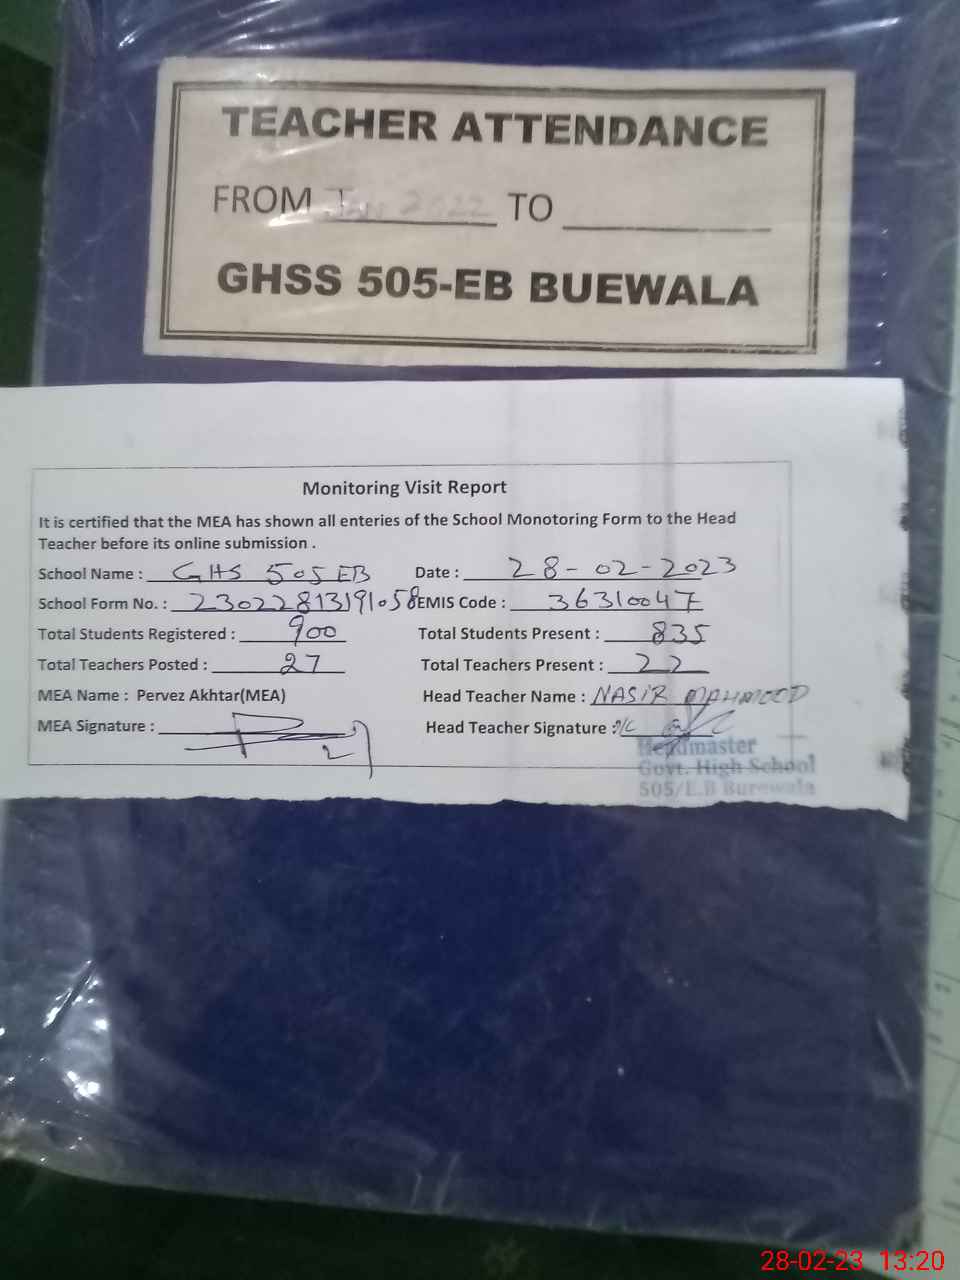 TEACHER ATTENDANCE
FROM Jan 2022 TO
GHSS 505-EB BUEWALA
Monitoring Visit Report
It is certified that the MEA has shown all enteries of the School Monotoring Form to the Head
Teacher before its online submission .
School Name : GHS 505 EB Date : 28-02-2023
School Form No. : 23022813191058 EMIS Code : 36310047
Total Students Registered : 900 Total Students Present : 835
Total Teachers Posted : 27 Total Teachers Present : 22
MEA Name : Pervez Akhtar(MEA) Head Teacher Name : NASIR MAHMOOD
MEA Signature : Head Teacher Signature :
Headmaster
Govt. High School
505/E.B Burewala
28-02-23 13:20